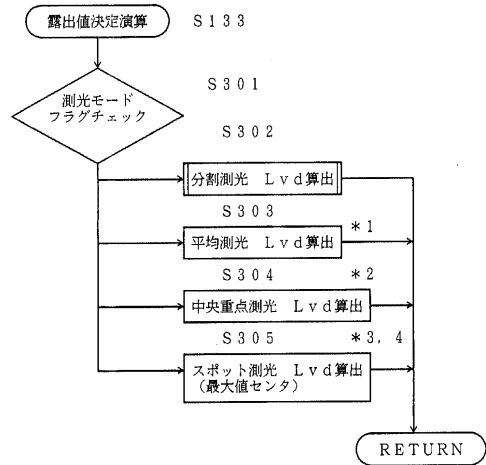 露出値決定演算 S133
S301
測光モード
フラグチェック
S302
分割測光 Lvd算出
S303
*1
平均測光 Lvd算出
S304 *2
中央重点測光 Lvd算出
S305 *3, 4
スポット測光 Lvd算出
(最大値センタ)
RETURN